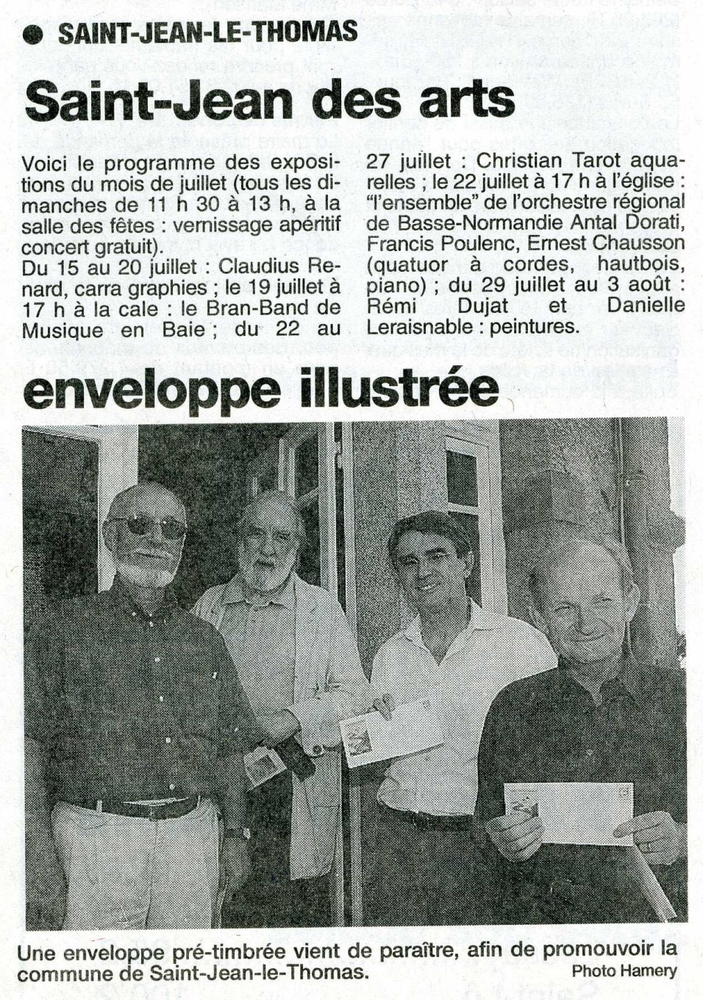 ● SAINT-JEAN-LE-THOMAS
Saint-Jean des arts
Voici le programme des exposi-
tions du mois de juillet (tous les di-
manches de 11 h 30 à 13 h, à la
salle des fêtes : vernissage apéritif
concert gratuit).
Du 15 au 20 juillet : Claudius Re-
nard, carra graphies ; le 19 juillet à
17 h à la cale : le Bran-Band de
Musique en Baie ; du 22 au
27 juillet : Christian Tarot aqua-
relles ; le 22 juillet à 17 h à l'église :
"l'ensemble" de l'orchestre régional
de Basse-Normandie Antal Dorati,
Francis Poulenc, Ernest Chausson
(quatuor à cordes, hautbois,
piano) ; du 29 juillet au 3 août :
Rémi Dujat et Danielle
Leraisnable : peintures.
enveloppe illustrée
Une enveloppe pré-timbrée vient de paraître, afin de promouvoir la
commune de Saint-Jean-le-Thomas.
Photo Hamery